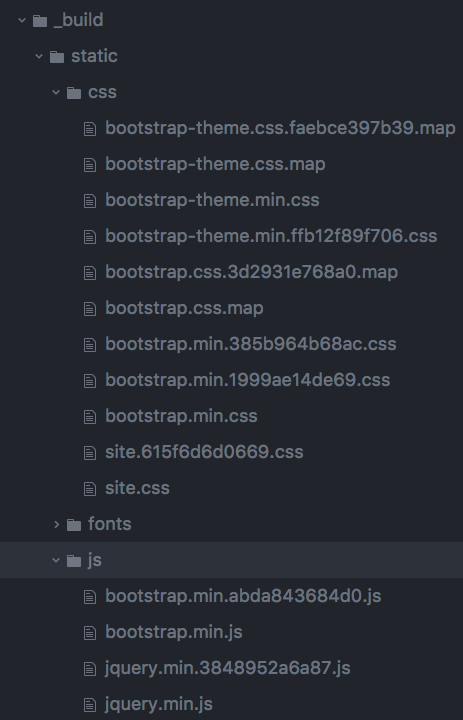 _build
static
css
bootstrap-theme.css.faebce397b39.map
bootstrap-theme.css.map
bootstrap-theme.min.css
bootstrap-theme.min.ffb12f89f706.css
bootstrap.css.3d2931e768a0.map
bootstrap.css.map
bootstrap.min.385b964b68ac.css
bootstrap.min.1999ae14de69.css
bootstrap.min.css
site.615f6d6d0669.css
site.css
fonts
js
bootstrap.min.abda843684d0.js
bootstrap.min.js
jquery.min.3848952a6a87.js
jquery.min.js